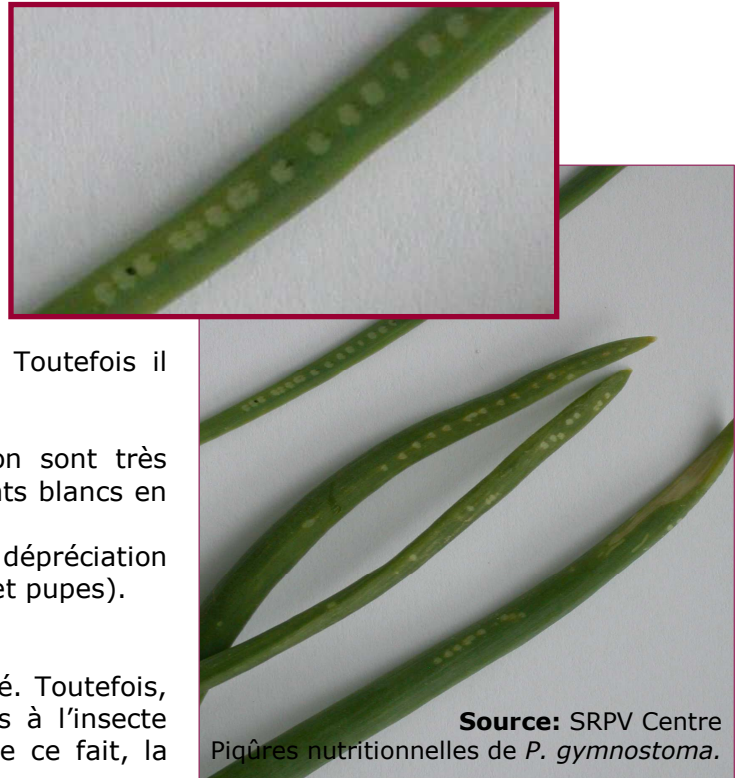 Toutefois il
on sont très
ts blancs en
dépréciation
et pupes).
é. Toutefois,
s à l'insecte
e ce fait, la
Source: SRPV Centre
Piqûres nutritionnelles de P. gymnostoma.